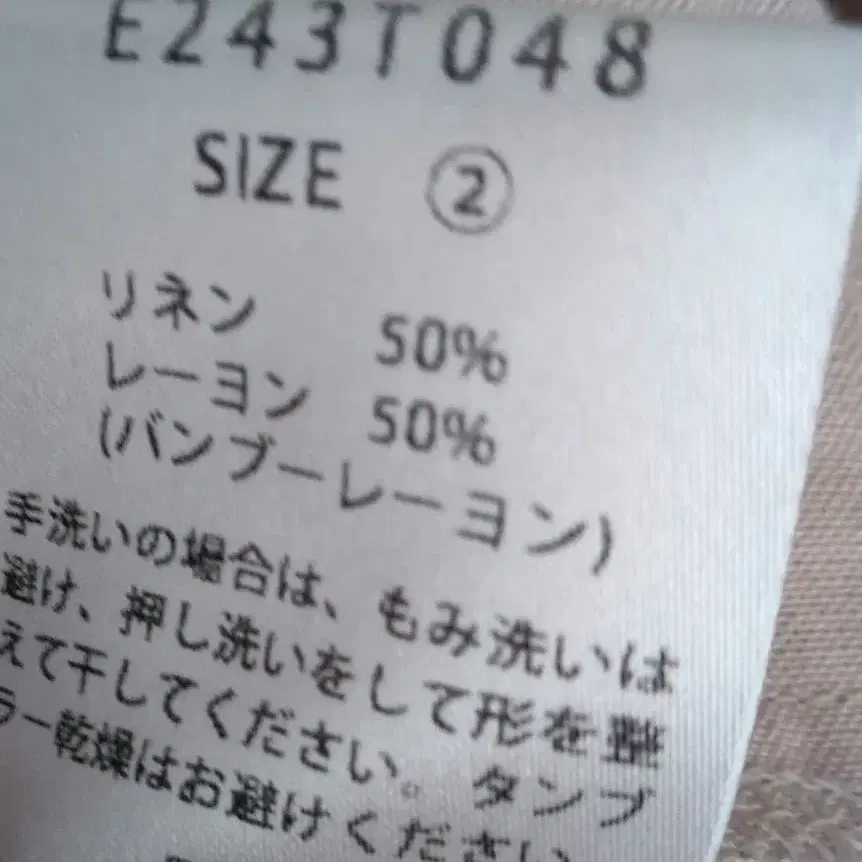 E243T048
SIZE ②
リネン 50%
レーヨン 50%
(バンブーレーヨン)
手洗いの場合は、もみ洗いは
避け、押し洗いをして形を整
えて干してください。タンブ
ラー乾燥はお避けください